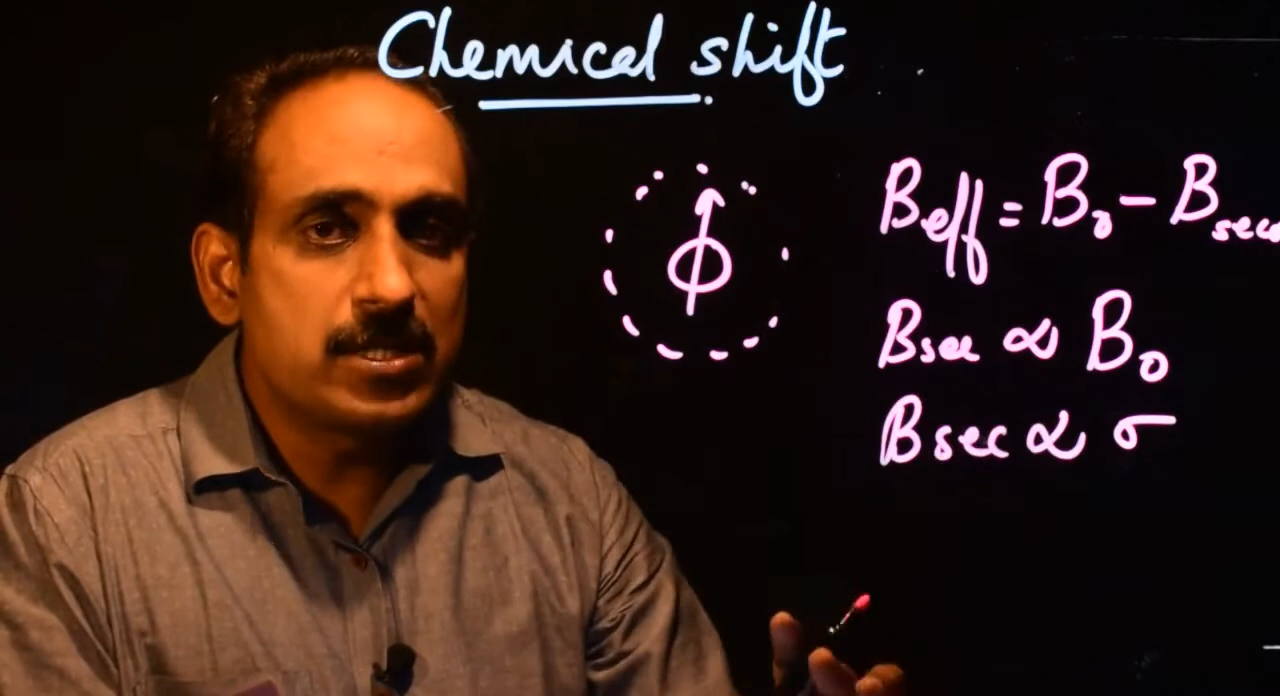 Chemical shift
Beff = B₀ - Bsec
Bsec ∝ B₀
Bsec ∝ σ